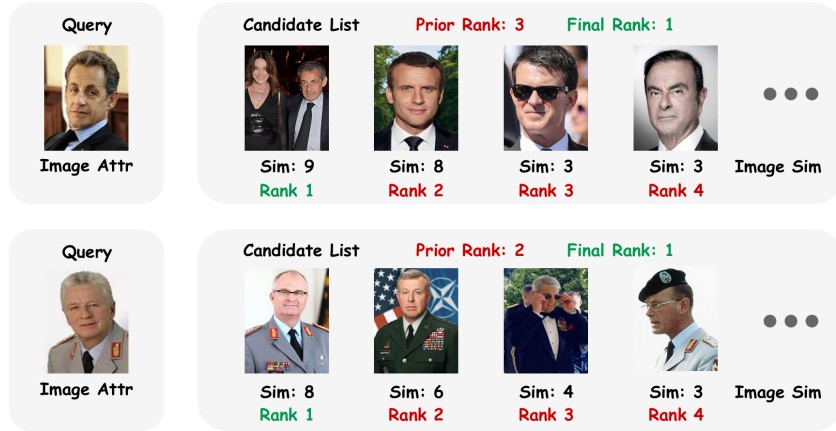 Query
Candidate List Prior Rank: 3 Final Rank: 1
Image Attr
Sim: 9 Sim: 8 Sim: 3 Sim: 3 Image Sim
Rank 1 Rank 2 Rank 3 Rank 4
Query
Candidate List Prior Rank: 2 Final Rank: 1
Image Attr
Sim: 8 Sim: 6 Sim: 4 Sim: 3 Image Sim
Rank 1 Rank 2 Rank 3 Rank 4